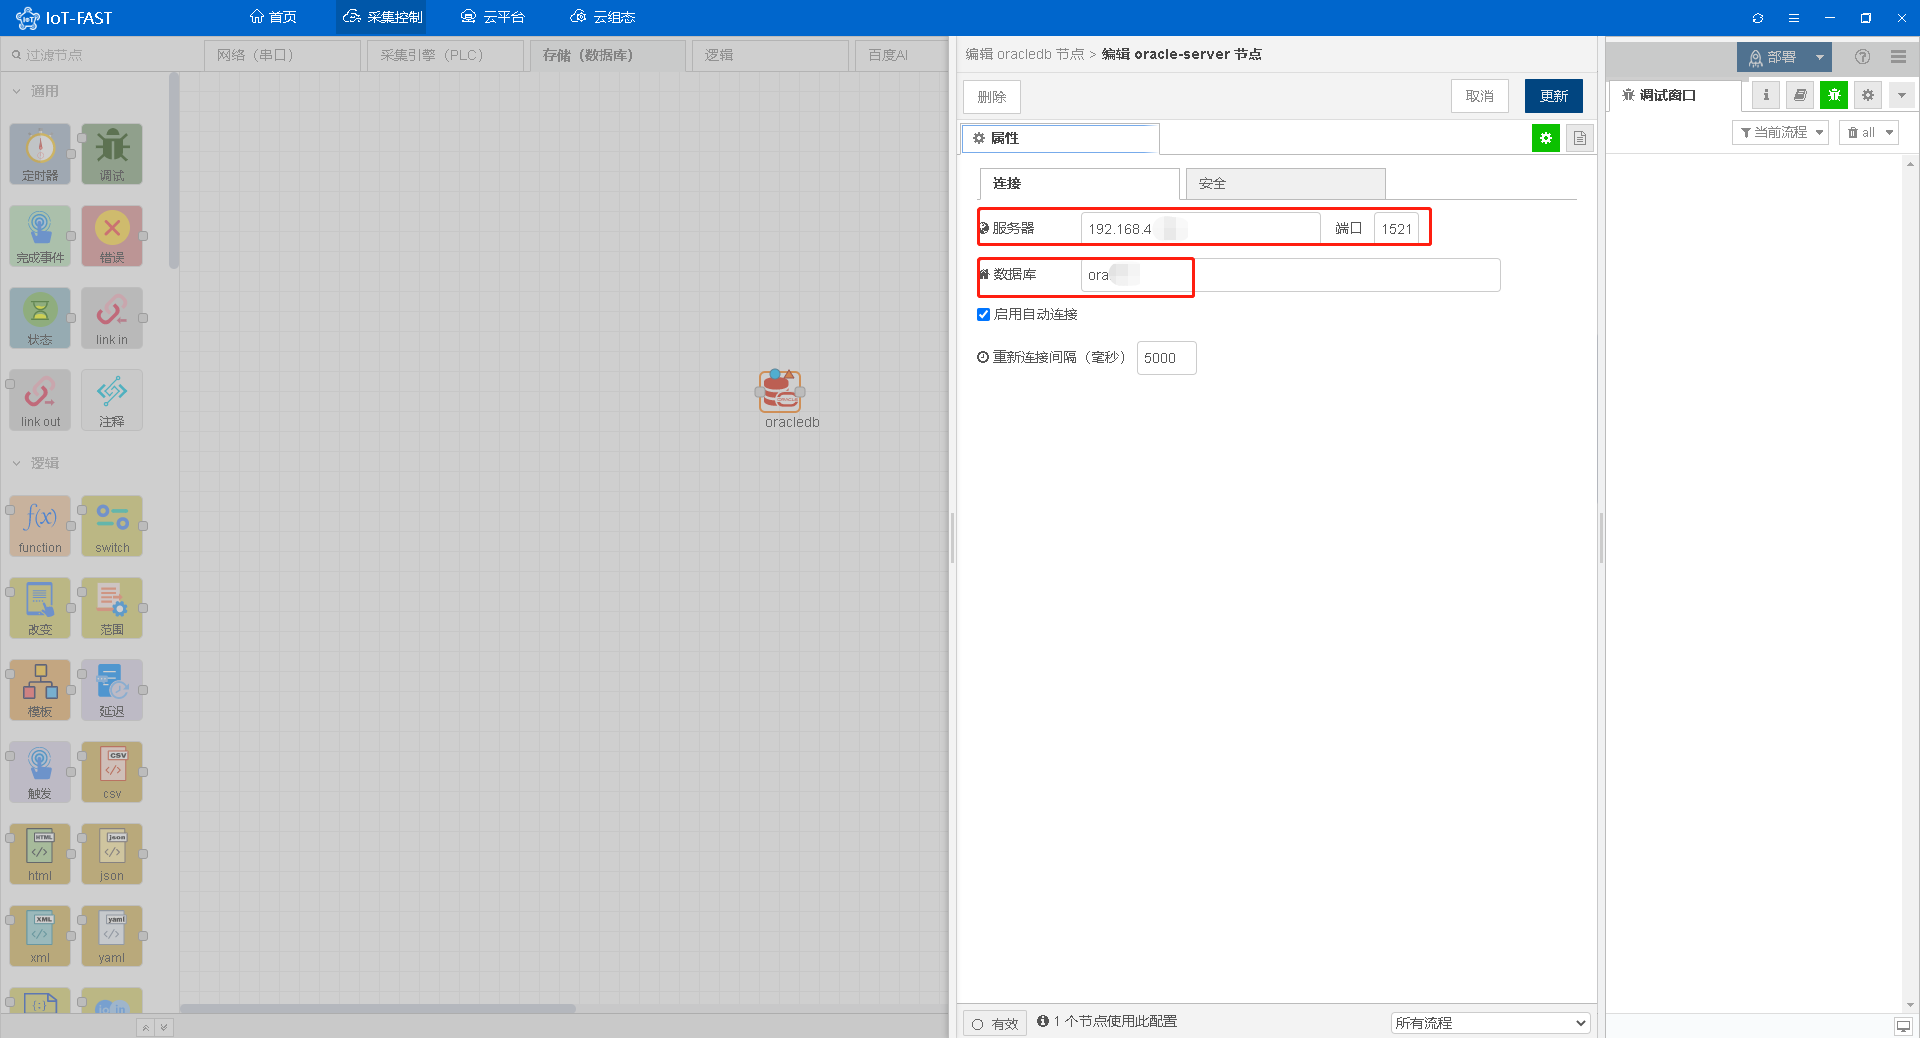 IoT-FAST
首页
采集控制
云平台
云组态
过滤节点
网络（串口）
采集引擎（PLC）
存储（数据库）
逻辑
百度AI
编辑 oracledb 节点 > 编辑 oracle-server 节点
部署
删除
取消
更新
调试窗口
当前流程
all
属性
连接
安全
服务器
192.168.4
端口
1521
数据库
ora
启用自动连接
重新连接间隔（毫秒）
5000
通用
定时器
调试
完成事件
错误
状态
link in
link out
注释
逻辑
f(x)
function
switch
改变
范围
模板
延迟
触发
CSV
csv
HTML
html
json
json
XML
xml
yaml
yaml
ORACLE
oracledb
有效
1 个节点使用此配置
所有流程